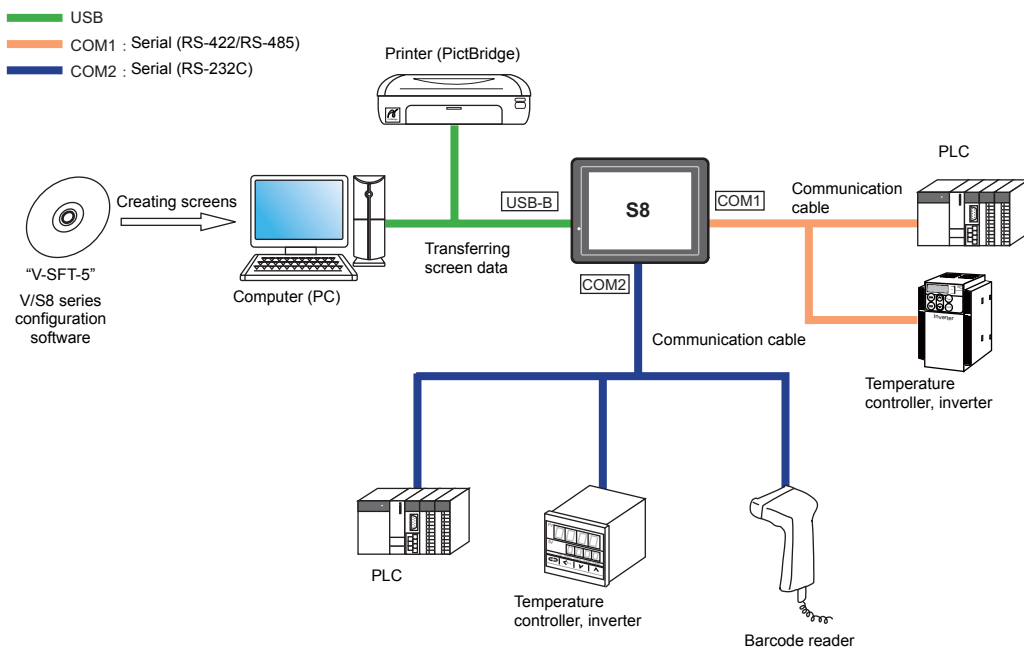 USB
COM1 : Serial (RS-422/RS-485)
COM2 : Serial (RS-232C)
Printer (PictBridge)
PLC
Creating screens
USB-B
S8
COM1
Communication
cable
"V-SFT-5"
V/S8 series
configuration
software
Computer (PC)
Transferring
screen data
COM2
Inverter
Communication cable
Temperature
controller, inverter
PLC
Temperature
controller, inverter
Barcode reader